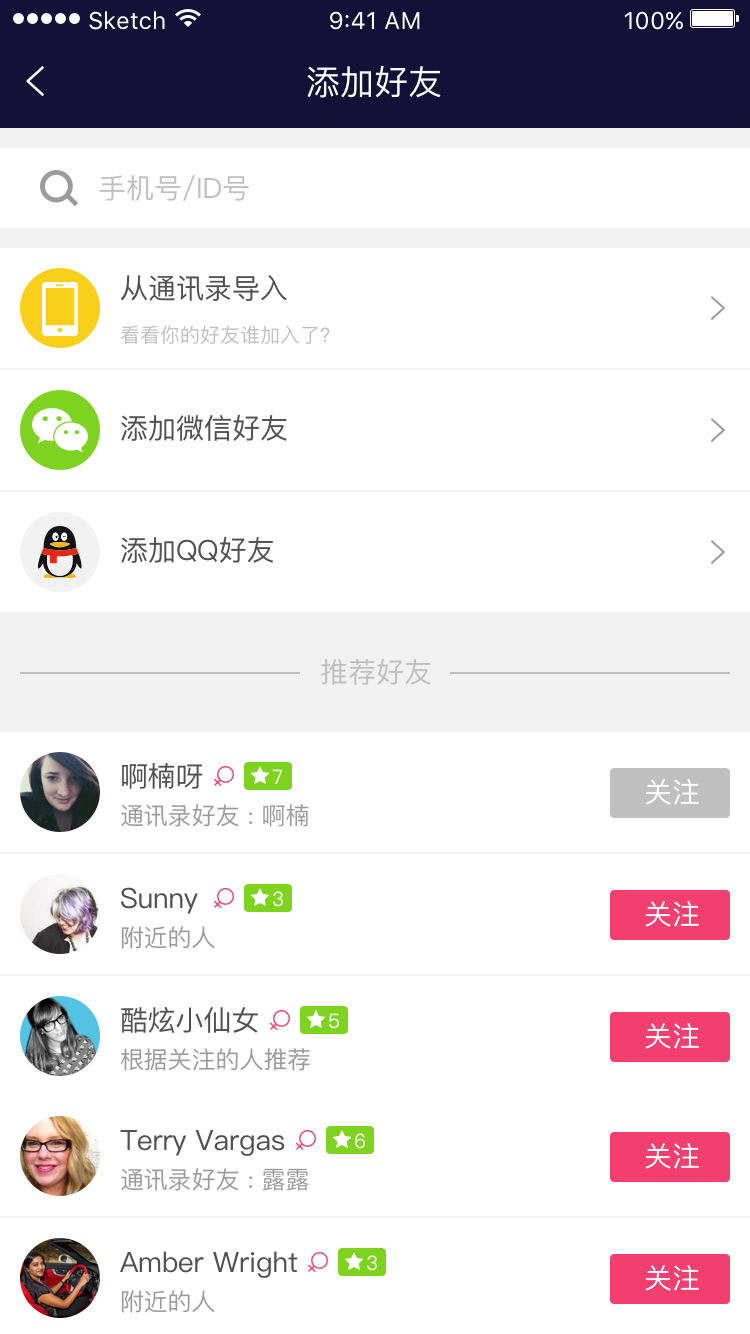 Sketch 9:41 AM 100%
添加好友
手机号/ID号
从通讯录导入
看看你的好友谁加入了?
添加微信好友
添加QQ好友
推荐好友
啊楠呀 7
通讯录好友：啊楠
关注
Sunny 3
附近的人
关注
酷炫小仙女 5
根据关注的人推荐
关注
Terry Vargas 6
通讯录好友：露露
关注
Amber Wright 3
附近的人
关注